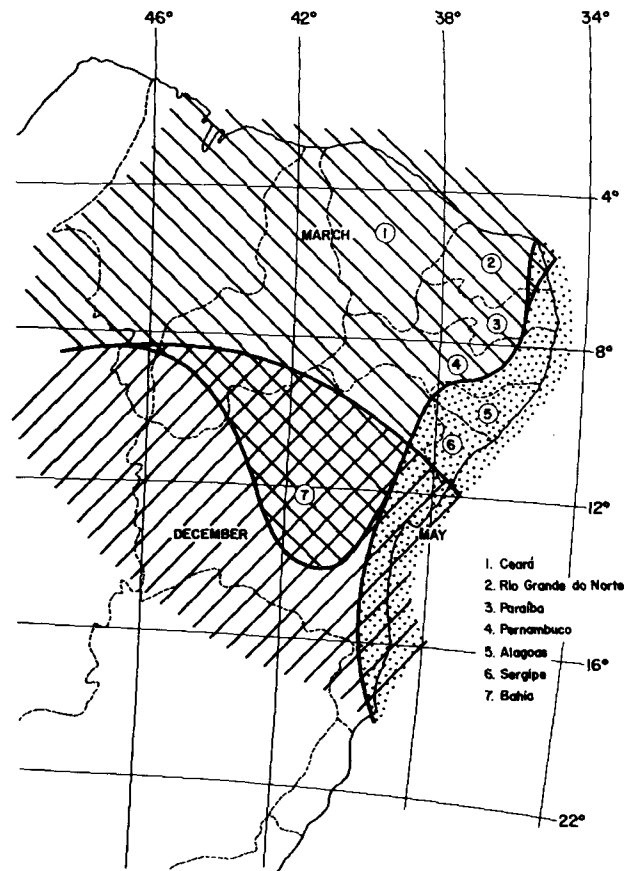 46° 42° 38° 34°
4°
1
MARCH
2
3
8°
4
5
6
7
12°
DECEMBER
MAY
1. Ceará
2. Rio Grande do Norte
3. Paraíba
4. Pernambuco
5. Alagoas
6. Sergipe
7. Bahia
16°
22°